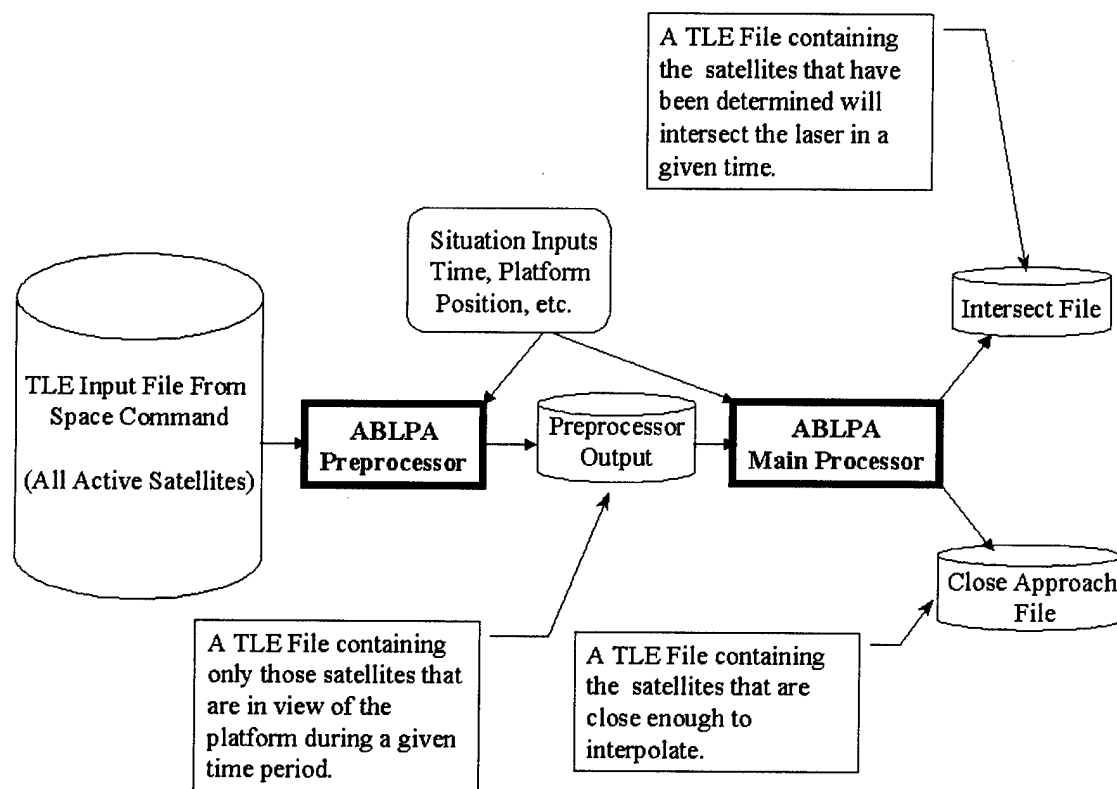 A TLE File containing
the satellites that have
been determined will
intersect the laser in a
given time.
Situation Inputs
Time, Platform
Position, etc.
Intersect File
TLE Input File From
Space Command
(All Active Satellites)
ABLPA
Preprocessor
Preprocessor
Output
ABLPA
Main Processor
Close Approach
File
A TLE File containing
only those satellites that
are in view of the
platform during a given
time period.
A TLE File containing
the satellites that are
close enough to
interpolate.